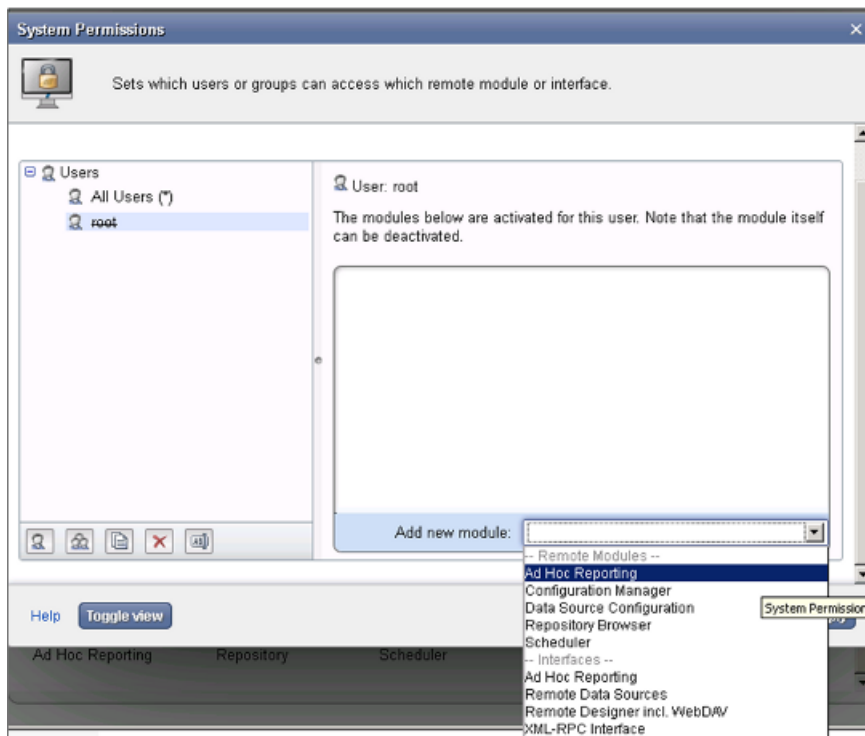 System Permissions
Sets which users or groups can access which remote module or interface.
Users
All Users (*)
root
User: root
The modules below are activated for this user. Note that the module itself
can be deactivated.
Add new module:
-- Remote Modules --
Ad Hoc Reporting
Configuration Manager
Data Source Configuration
Repository Browser
Scheduler
-- Interfaces --
Ad Hoc Reporting
Remote Data Sources
Remote Designer incl. WebDAV
XML-RPC Interface
System Permission
Help
Toggle view
Ad Hoc Reporting
Repository
Scheduler